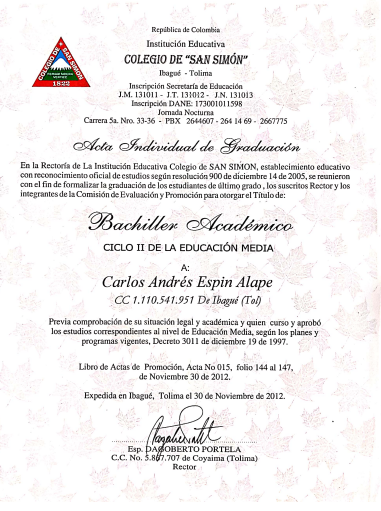 República de Colombia
Institución Educativa
COLEGIO DE "SAN SIMÓN"
Ibagué - Tolima
Inscripción Secretaría de Educación
J.M. 131011 - J.T. 131012 - J.N. 131013
Inscripción DANE: 173001011598
Jornada Nocturna
Carrera 5a. Nro. 33-36 - PBX 2644607 - 264 14 69 - 2667775
COLEGIO DE SAN SIMÓN
1822
Acta Individual de Graduación
En la Rectoría de La Institución Educativa Colegio de SAN SIMON, establecimiento educativo
con reconocimiento oficial de estudios según resolución 900 de diciembre 14 de 2005, se reunieron
con el fin de formalizar la graduación de los estudiantes de último grado , los suscritos Rector y los
integrantes de la Comisión de Evaluación y Promoción para otorgar el Título de:
Bachiller Académico
CICLO II DE LA EDUCACIÓN MEDIA
A:
Carlos Andrés Espin Alape
CC 1.110.541.951 De Ibagué (Tol)
Previa comprobación de su situación legal y académica y quien curso y aprobó
los estudios correspondientes al nivel de Educación Media, según los planes y
programas vigentes, Decreto 3011 de diciembre 19 de 1997.
Libro de Actas de Promoción, Acta No 015, folio 144 al 147,
de Noviembre 30 de 2012.
Expedida en Ibagué, Tolima el 30 de Noviembre de 2012.
Esp. DAGOBERTO PORTELA
C.C. No. 5.867.707 de Coyaima (Tolima)
Rector